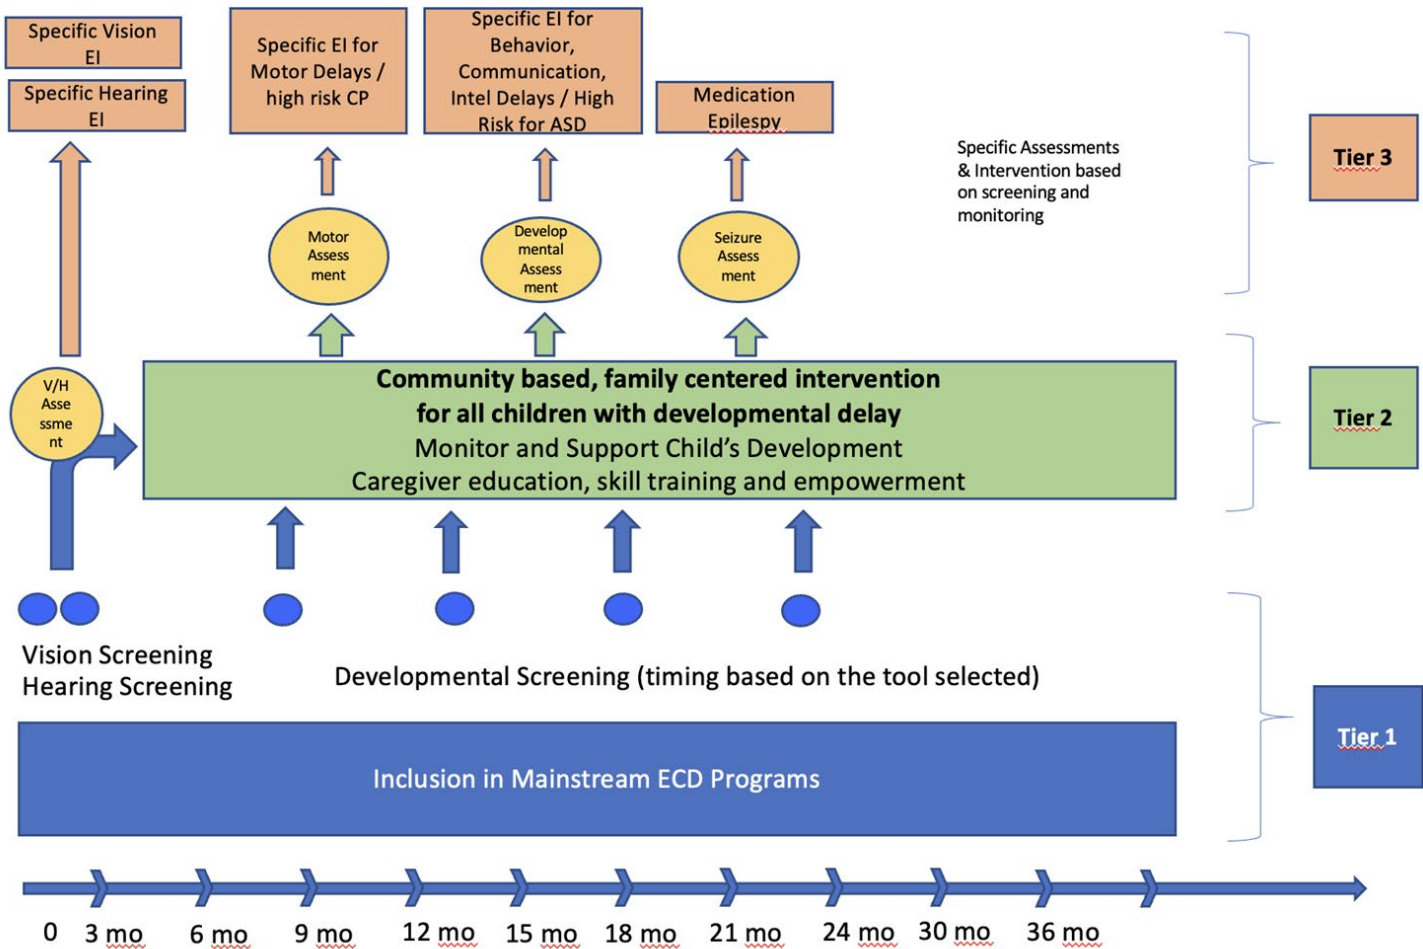 Specific Vision
EI
Specific Hearing
EI
Specific EI for
Motor Delays /
high risk CP
Specific EI for
Behavior,
Communication,
Intel Delays / High
Risk for ASD
Medication
Epilespy
Specific Assessments
& Intervention based
on screening and
monitoring
Tier 3
Motor
Assess
ment
Develop
mental
Assess
ment
Seizure
Assess
ment
V/H
Asse
ssme
nt
Community based, family centered intervention
for all children with developmental delay
Monitor and Support Child's Development
Caregiver education, skill training and empowerment
Tier 2
Vision Screening
Hearing Screening
Developmental Screening (timing based on the tool selected)
Inclusion in Mainstream ECD Programs
Tier 1
0 3 mo 6 mo 9 mo 12 mo 15 mo 18 mo 21 mo 24 mo 30 mo 36 mo